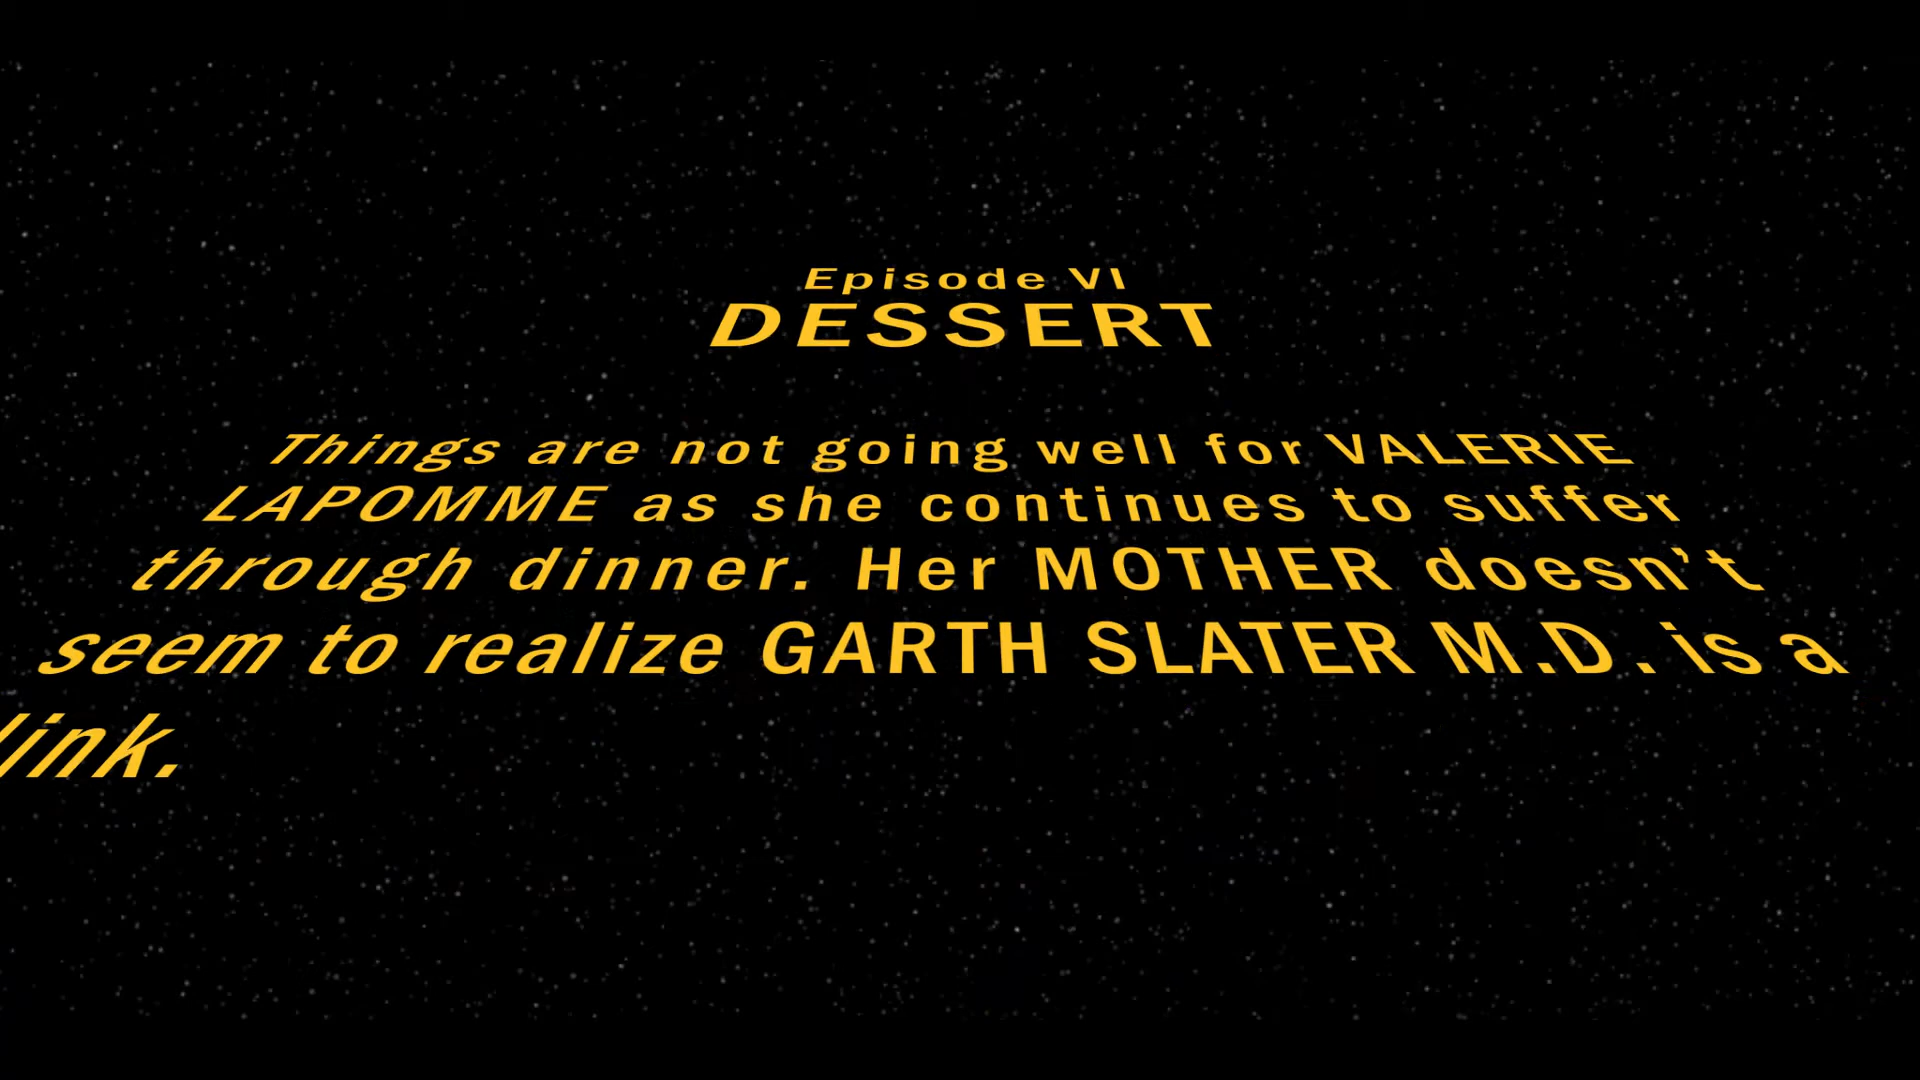 Episode VI
DESSERT
Things are not going well for VALERIE
LAPOMME as she continues to suffer
through dinner. Her MOTHER doesn’t
seem to realize GARTH SLATER M.D. is a
link.